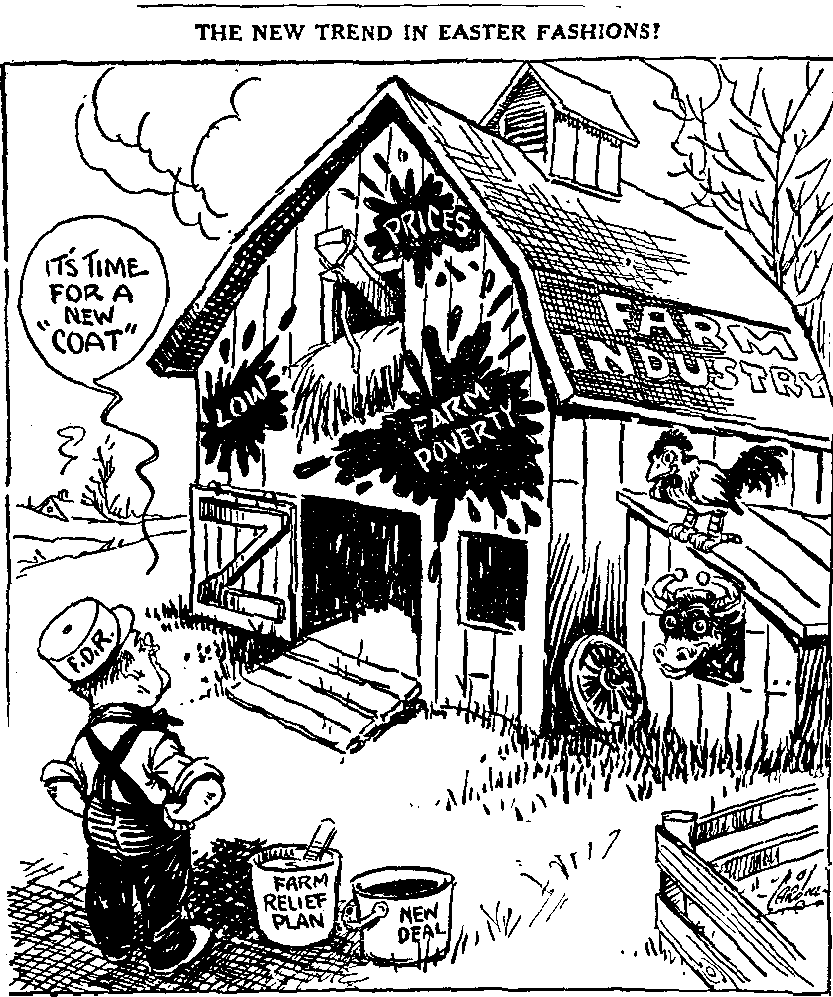 THE NEW TREND IN EASTER FASHIONS!
IT'S TIME
FOR A
NEW
"COAT"
PRICES
LOW
FARM
POVERTY
FARM
INDUSTRY
F.D.R.
FARM
RELIEF
PLAN
NEW
DEAL